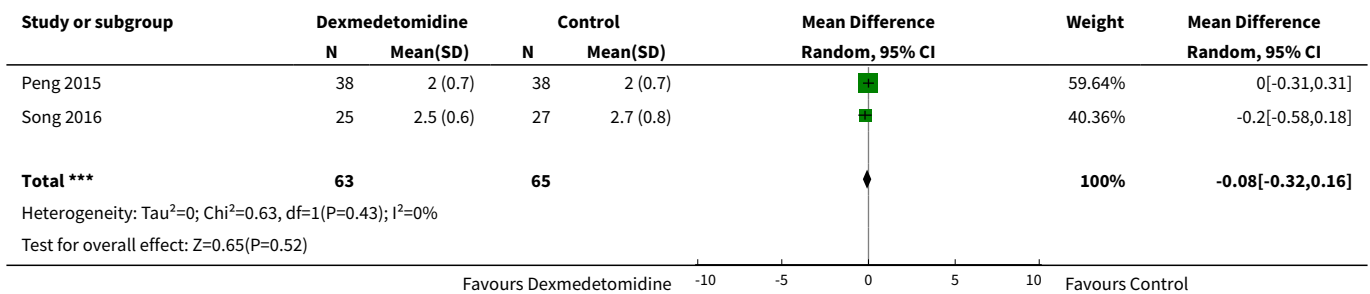 Study or subgroup Dexmedetomidine Control Mean Difference Weight Mean Difference
N Mean(SD) N Mean(SD) Random, 95% CI Random, 95% CI
Peng 2015 38 2 (0.7) 38 2 (0.7) 59.64% 0[-0.31,0.31]
Song 2016 25 2.5 (0.6) 27 2.7 (0.8) 40.36% -0.2[-0.58,0.18]
Total *** 63 65 100% -0.08[-0.32,0.16]
Heterogeneity: Tau²=0; Chi²=0.63, df=1(P=0.43); I²=0%
Test for overall effect: Z=0.65(P=0.52)
Favours Dexmedetomidine -10 -5 0 5 10 Favours Control